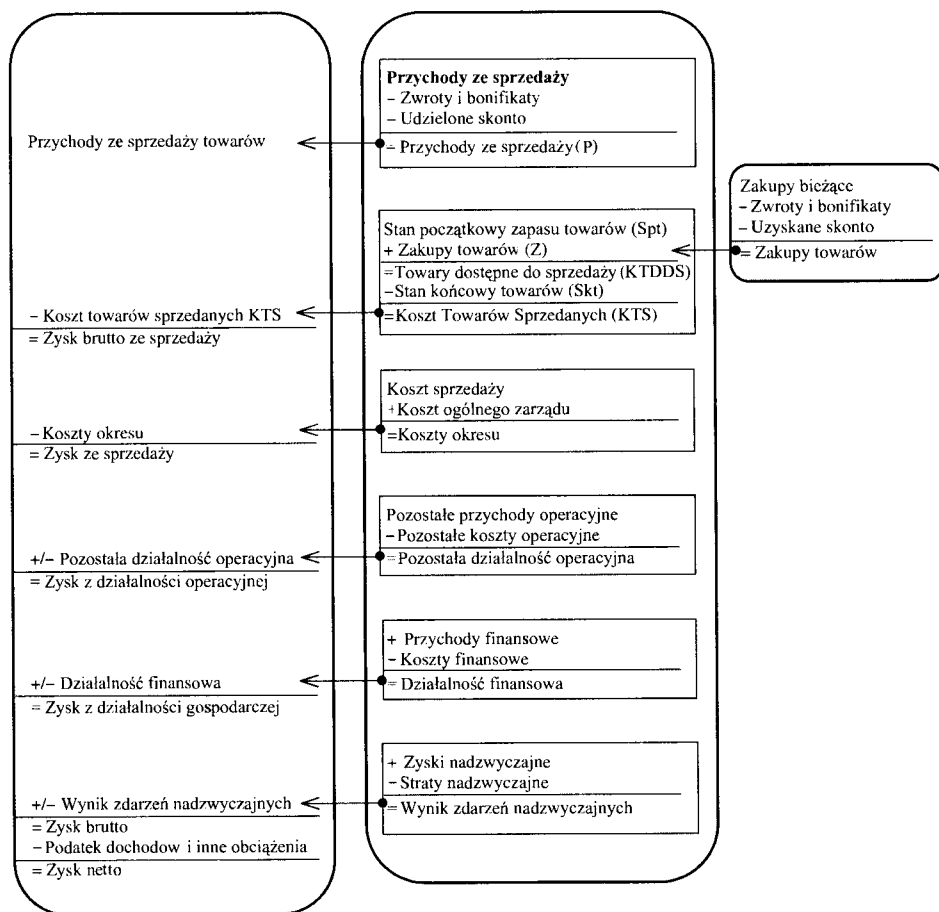 Przychody ze sprzedaży towarów
- Koszt towarów sprzedanych KTS
= Zysk brutto ze sprzedaży
- Koszty okresu
= Zysk ze sprzedaży
+/- Pozostała działalność operacyjna
= Zysk z działalności operacyjnej
+/- Działalność finansowa
= Zysk z działalności gospodarczej
+/- Wynik zdarzeń nadzwyczajnych
= Zysk brutto
- Podatek dochodow i inne obciążenia
= Zysk netto
Przychody ze sprzedaży
- Zwroty i bonifikaty
- Udzielone skonto
- Przychody ze sprzedaży (P)
Stan początkowy zapasu towarów (Spt)
+ Zakupy towarów (Z)
=Towary dostępne do sprzedaży (KTDDS)
-Stan końcowy towarów (Skt)
=Koszt Towarów Sprzedanych (KTS)
Koszt sprzedaży
+Koszt ogólnego zarządu
=Koszty okresu
Pozostałe przychody operacyjne
-Pozostałe koszty operacyjne
=Pozostała działalność operacyjna
+ Przychody finansowe
- Koszty finansowe
= Działalność finansowa
+ Zyski nadzwyczajne
- Straty nadzwyczajne
= Wynik zdarzeń nadzwyczajnych
Zakupy bieżące
- Zwroty i bonifikaty
- Uzyskane skonto
= Zakupy towarów